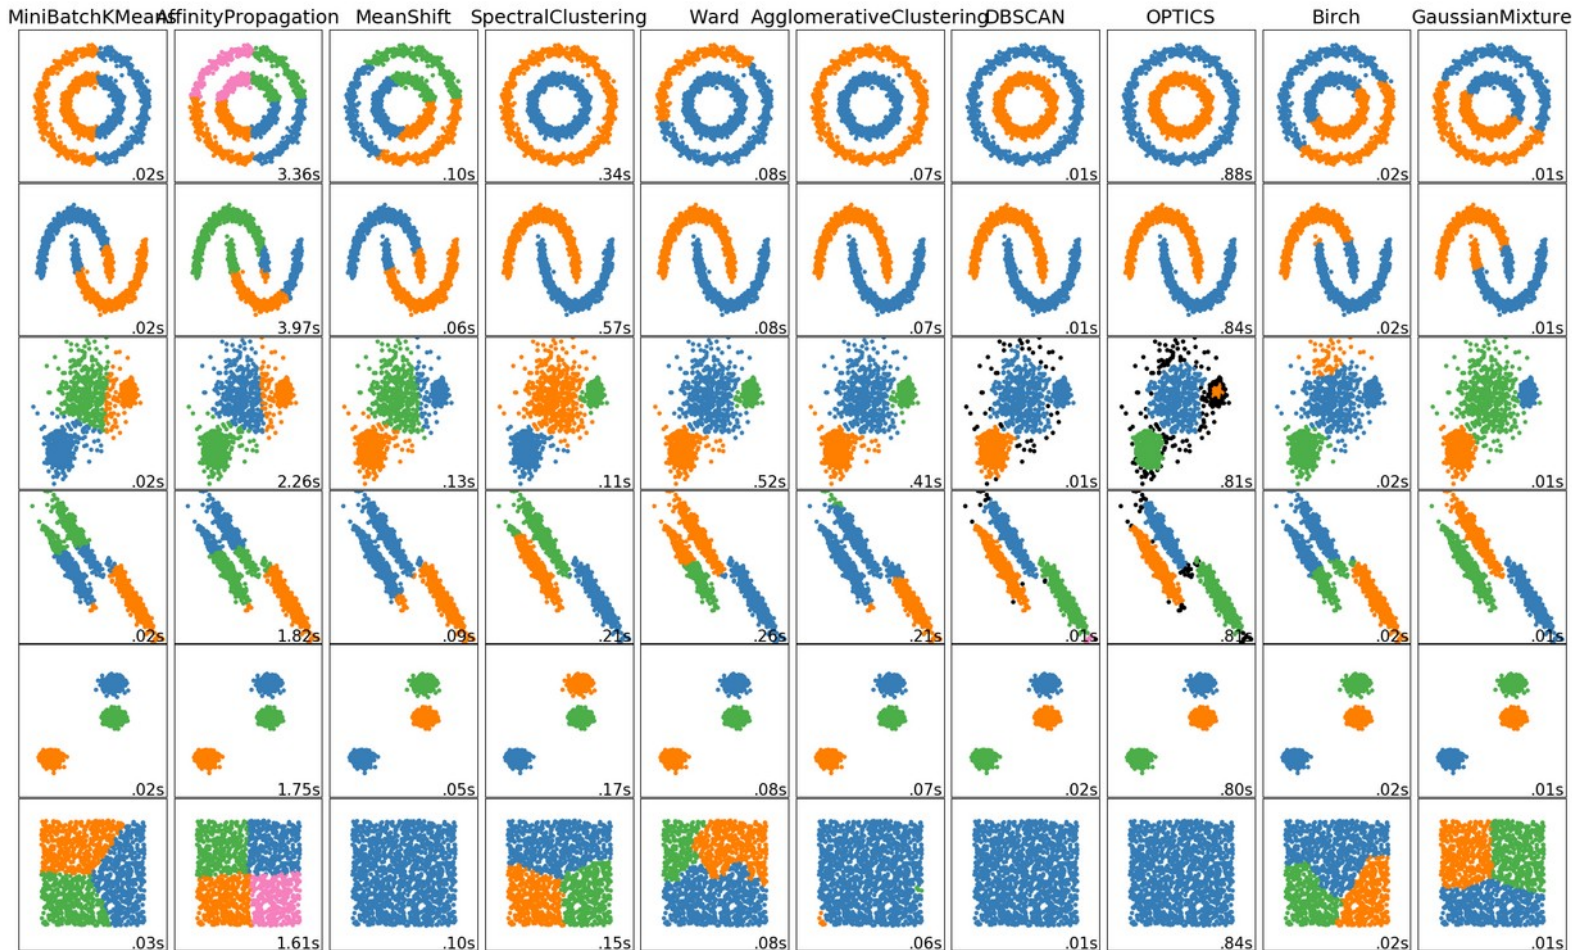 MiniBatchKMeans AffinityPropagation MeanShift SpectralClustering Ward AgglomerativeClustering DBSCAN OPTICS Birch GaussianMixture
.02s 3.36s .10s .34s .08s .07s .01s .88s .02s .01s
.02s 3.97s .06s .57s .08s .07s .01s .84s .02s .01s
.02s 2.26s .13s .11s .52s .41s .01s .81s .02s .01s
.02s 1.82s .09s .21s .26s .21s .01s .81s .02s .01s
.02s 1.75s .05s .17s .08s .07s .02s .80s .02s .01s
.03s 1.61s .10s .15s .08s .06s .01s .84s .02s .01s